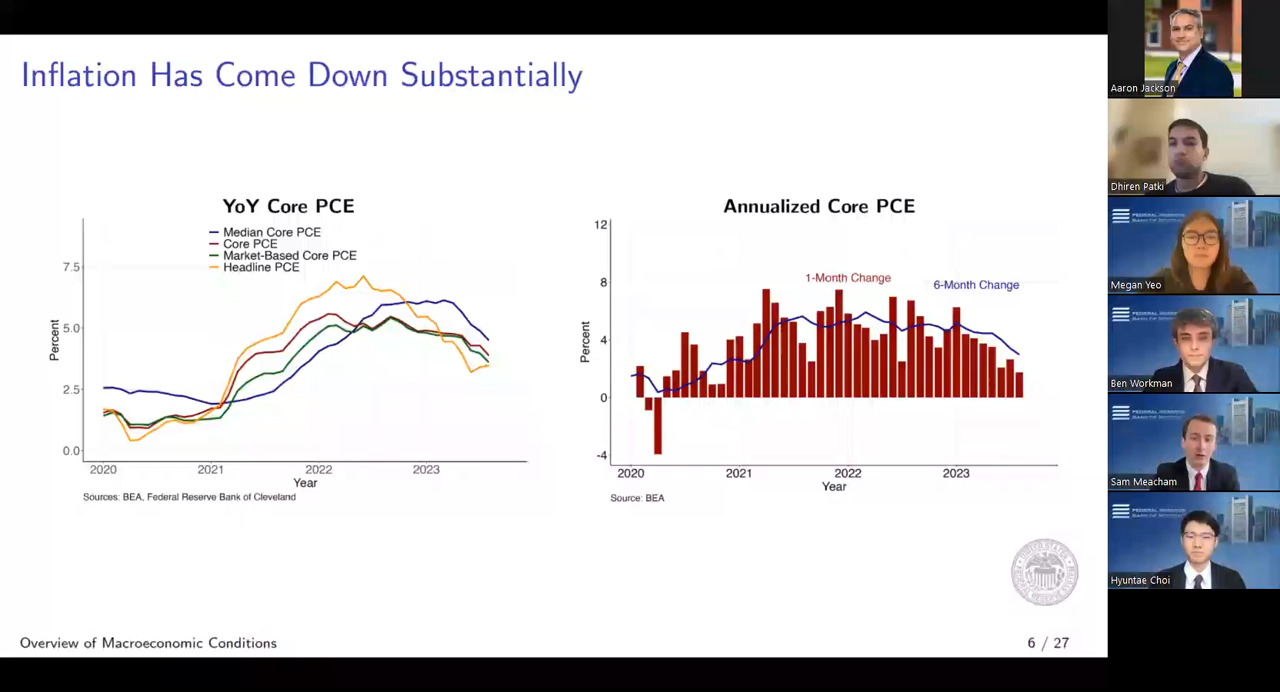 Inflation Has Come Down Substantially
YoY Core PCE
Median Core PCE
Core PCE
Market-Based Core PCE
Headline PCE
7.5
5.0
2.5
0.0
Percent
2020 2021 2022 2023
Year
Sources: BEA, Federal Reserve Bank of Cleveland
Annualized Core PCE
12
8
4
0
-4
Percent
1-Month Change
6-Month Change
2020 2021 2022 2023
Year
Source: BEA
Overview of Macroeconomic Conditions
6 / 27
Aaron Jackson
Dhiren Patki
Megan Yeo
Ben Workman
Sam Meacham
Hyuntae Choi